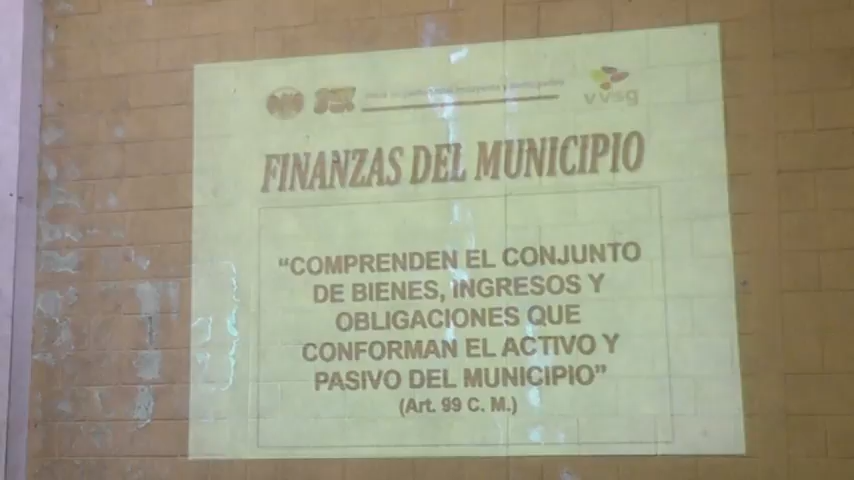 vvsg
FINANZAS DEL MUNICIPIO
“COMPRENDEN EL CONJUNTO
DE BIENES, INGRESOS Y
OBLIGACIONES QUE
CONFORMAN EL ACTIVO Y
PASIVO DEL MUNICIPIO”
(Art. 99 C. M.)